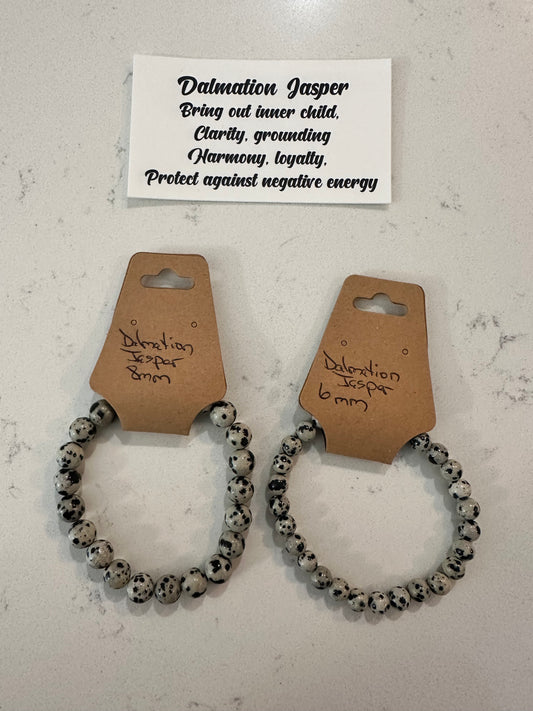 Dalmation Jasper
Bring out inner child,
Clarity, grounding
Harmony, loyalty,
Protect against negative energy
Dalmation
Jasper
8mm
Dalmation
Jasper
6mm